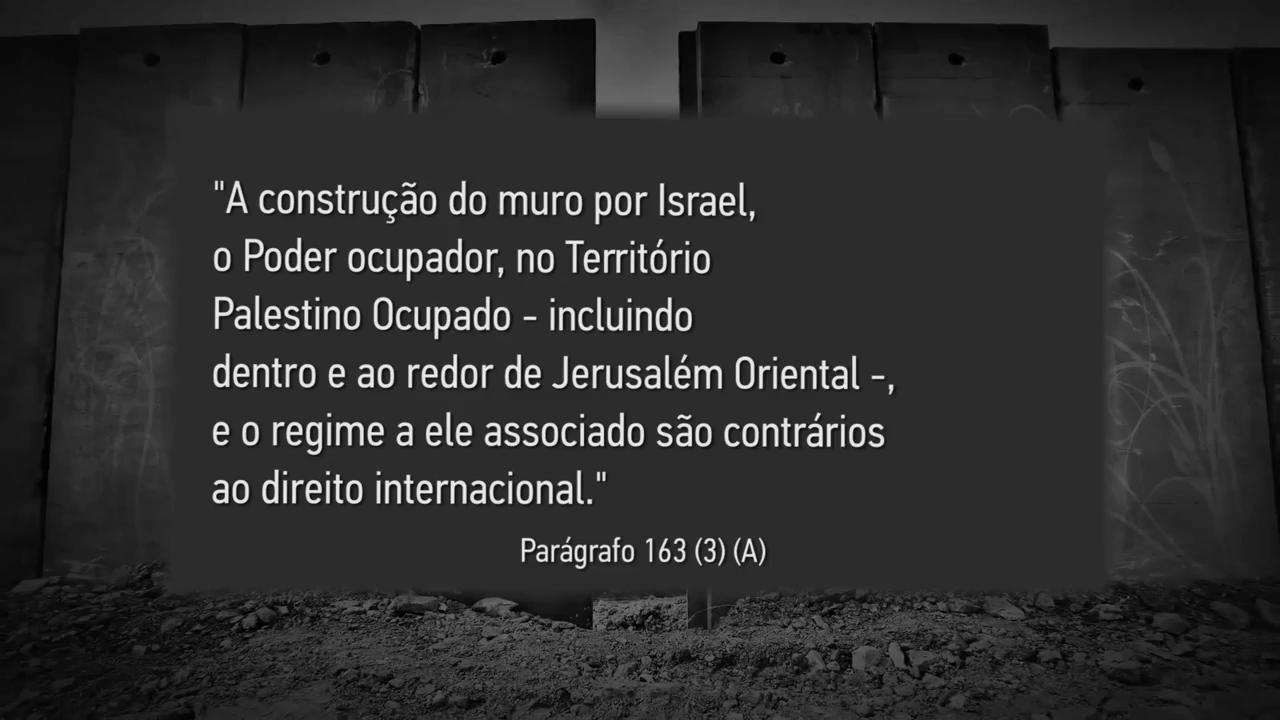 "A construção do muro por Israel,
o Poder ocupador, no Território
Palestino Ocupado - incluindo
dentro e ao redor de Jerusalém Oriental -,
e o regime a ele associado são contrários
ao direito internacional."
Parágrafo 163 (3) (A)